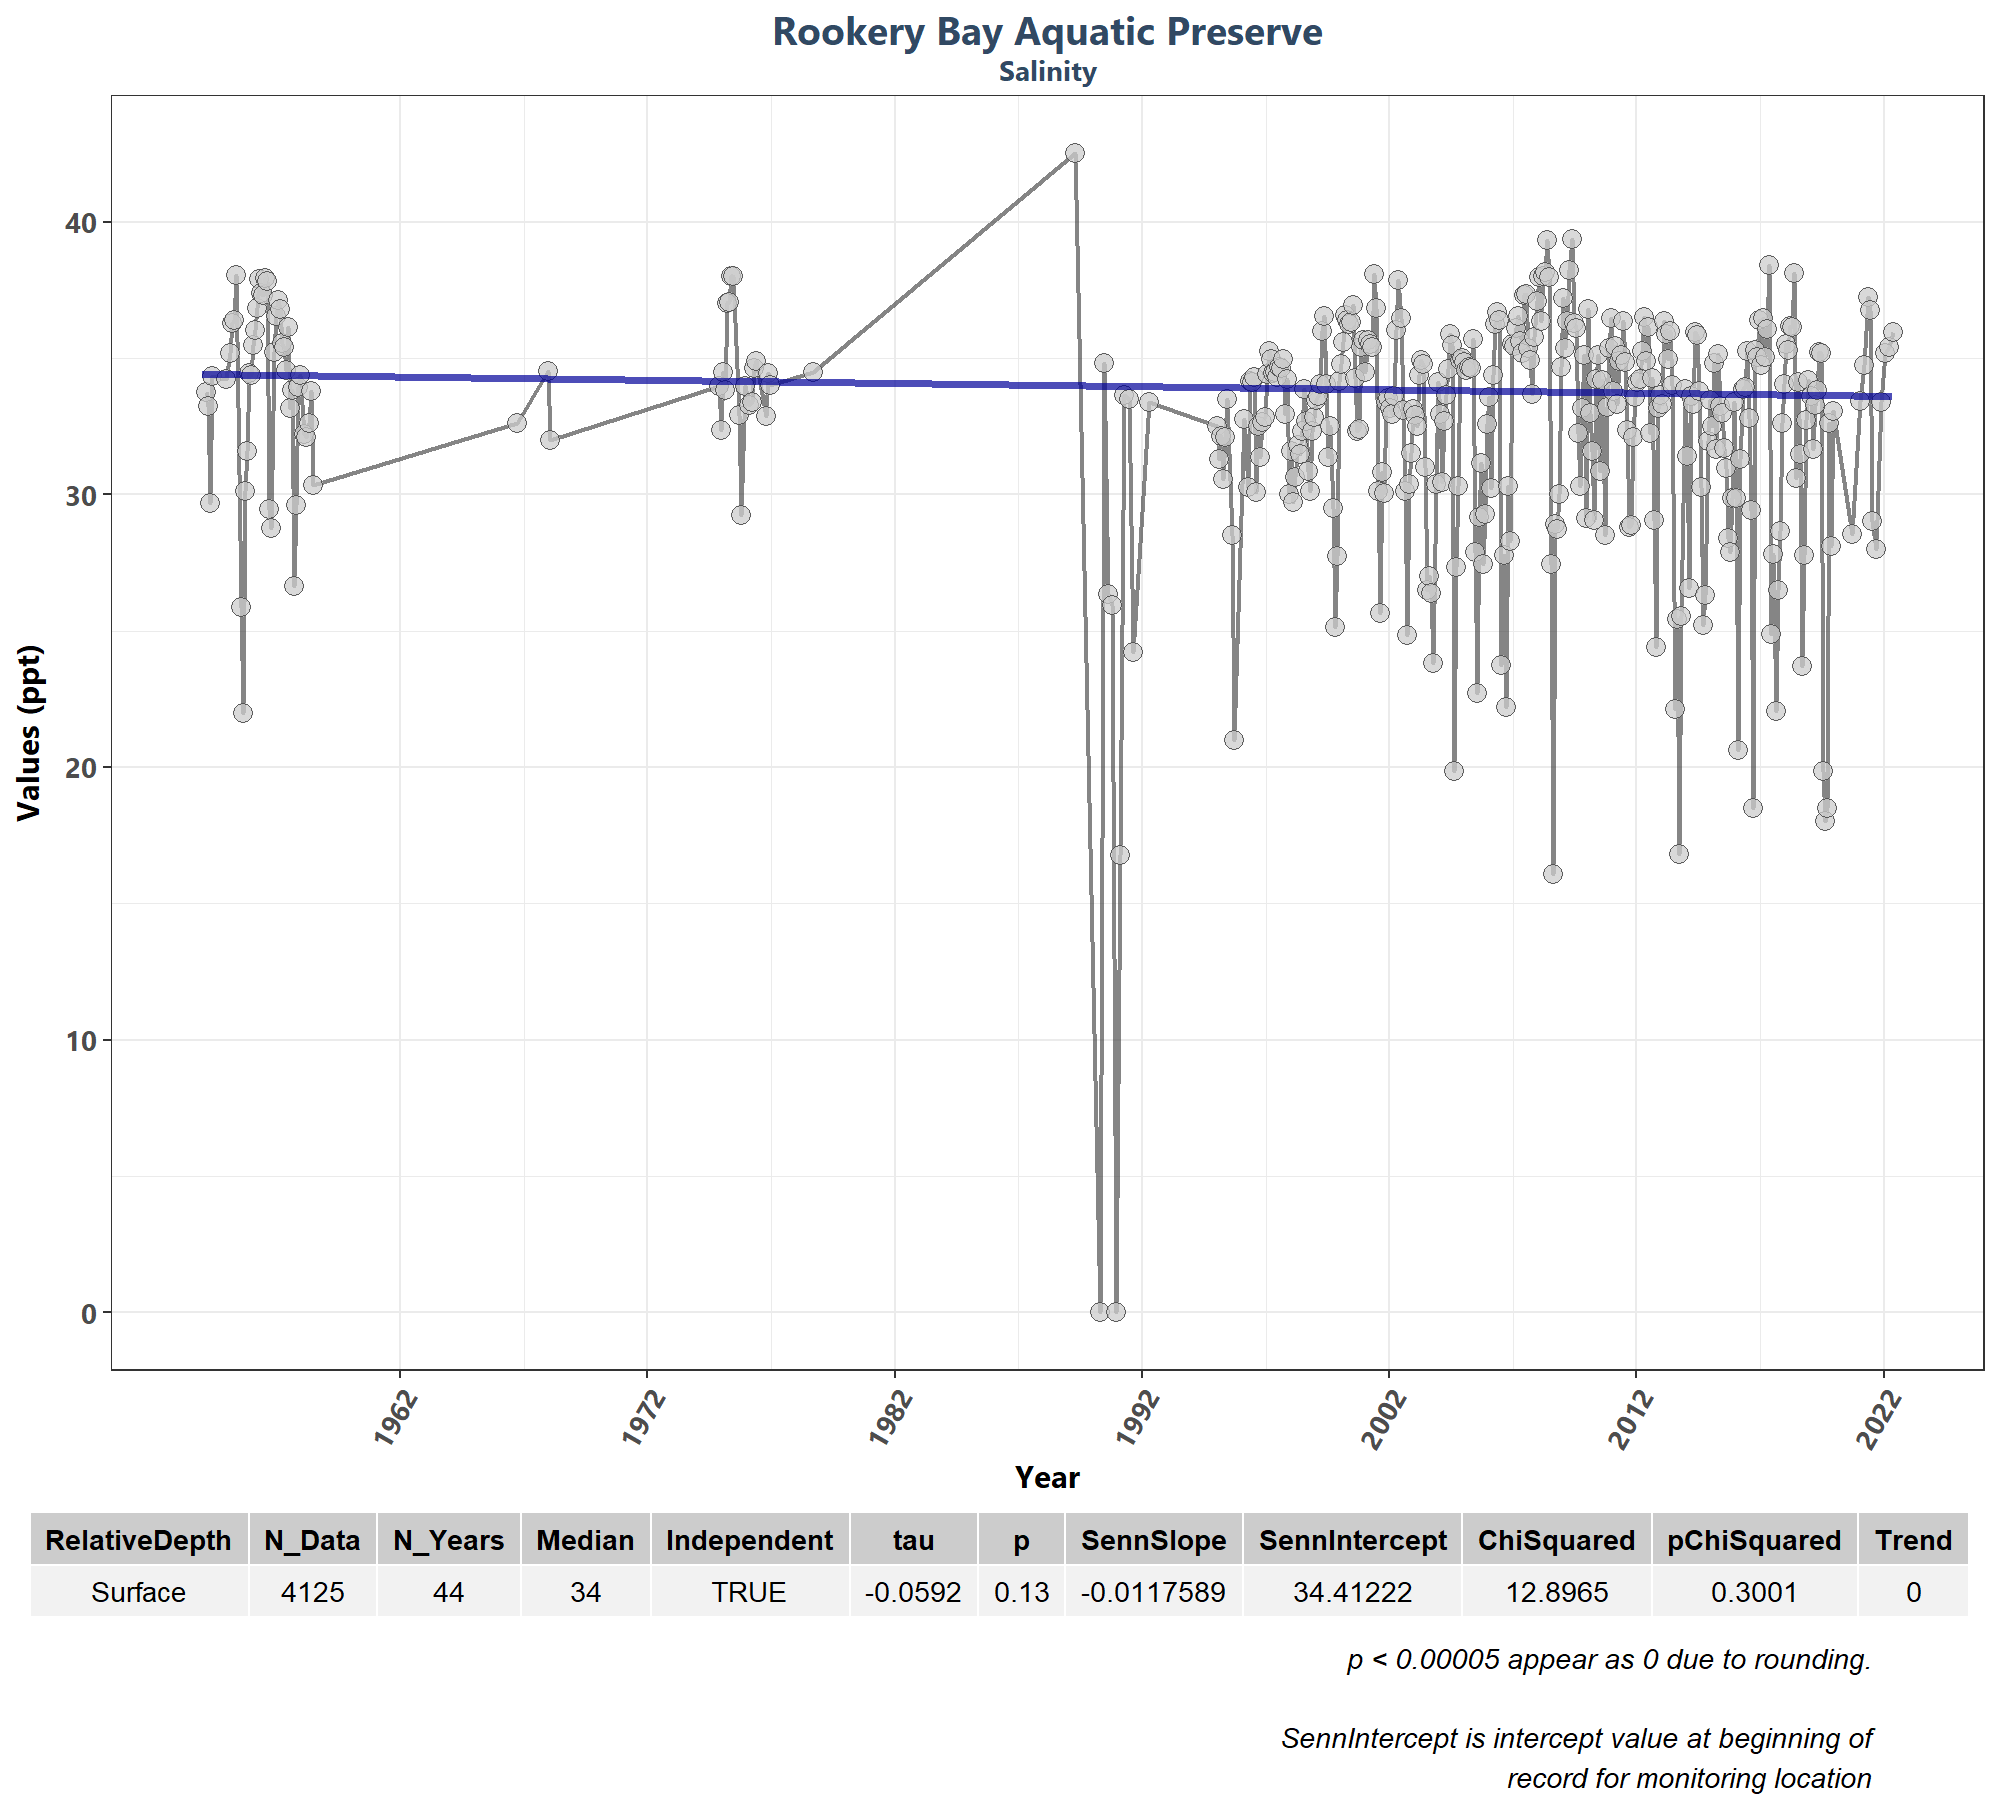 Rookery Bay Aquatic Preserve
Salinity
Values (ppt)
40
30
20
10
0
1962 1972 1982 1992 2002 2012 2022
Year
RelativeDepth N_Data N_Years Median Independent tau p SennSlope SennIntercept ChiSquared pChiSquared Trend
Surface 4125 44 34 TRUE -0.0592 0.13 -0.0117589 34.41222 12.8965 0.3001 0
p < 0.00005 appear as 0 due to rounding.
SennIntercept is intercept value at beginning of
record for monitoring location